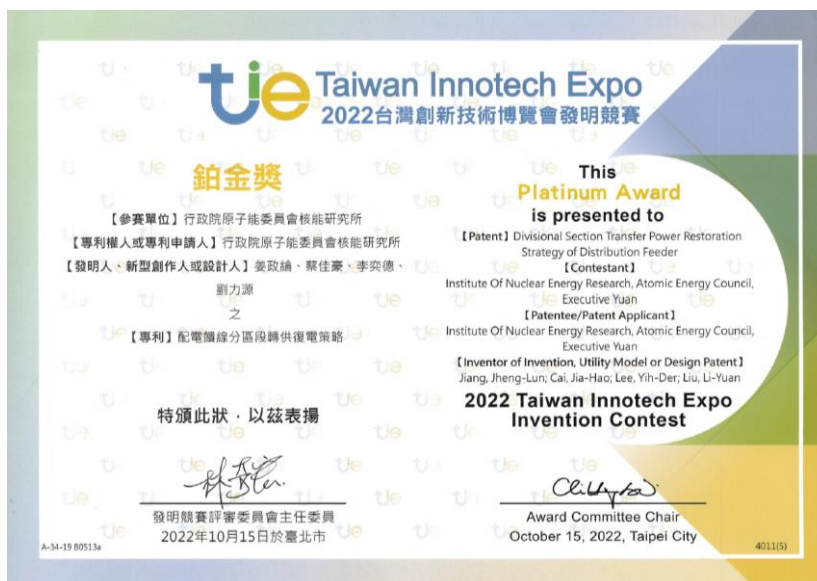 tie Taiwan Innotech Expo
2022台灣創新技術博覽會發明競賽
鉑金獎
【參賽單位】行政院原子能委員會核能研究所
【專利權人或專利申請人】行政院原子能委員會核能研究所
【發明人、新型創作人或設計人】姜政綸、蔡佳豪、李奕德、
劉力源
之
【專利】配電饋線分區段轉供復電策略
特頒此狀，以茲表揚
發明競賽評審委員會主任委員
2022年10月15日於臺北市
A-34-19 B0513a
This
Platinum Award
is presented to
【Patent】Divisional Section Transfer Power Restoration
Strategy of Distribution Feeder
【Contestant】
Institute Of Nuclear Energy Research, Atomic Energy Council,
Executive Yuan
【Patentee/Patent Applicant】
Institute Of Nuclear Energy Research, Atomic Energy Council,
Executive Yuan
【Inventor of Invention, Utility Model or Design Patent】
Jiang, Jheng-Lun; Cai, Jia-Hao; Lee, Yih-Der; Liu, Li-Yuan
2022 Taiwan Innotech Expo
Invention Contest
Award Committee Chair
October 15, 2022, Taipei City
4011(5)